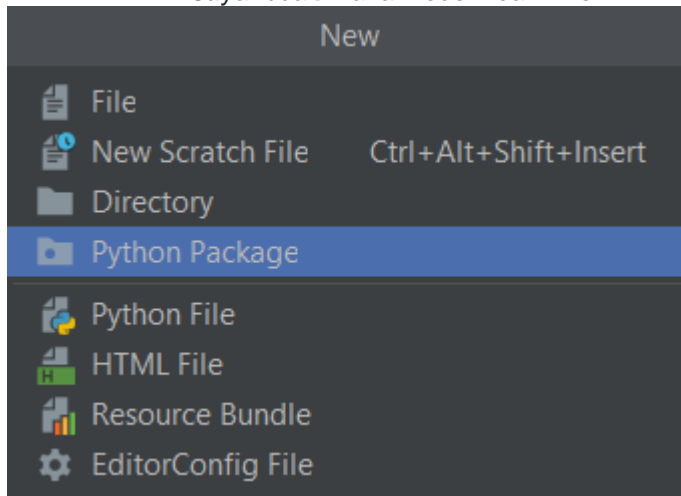 New
File
New Scratch File Ctrl+Alt+Shift+Insert
Directory
Python Package
Python File
H
HTML File
Resource Bundle
EditorConfig File